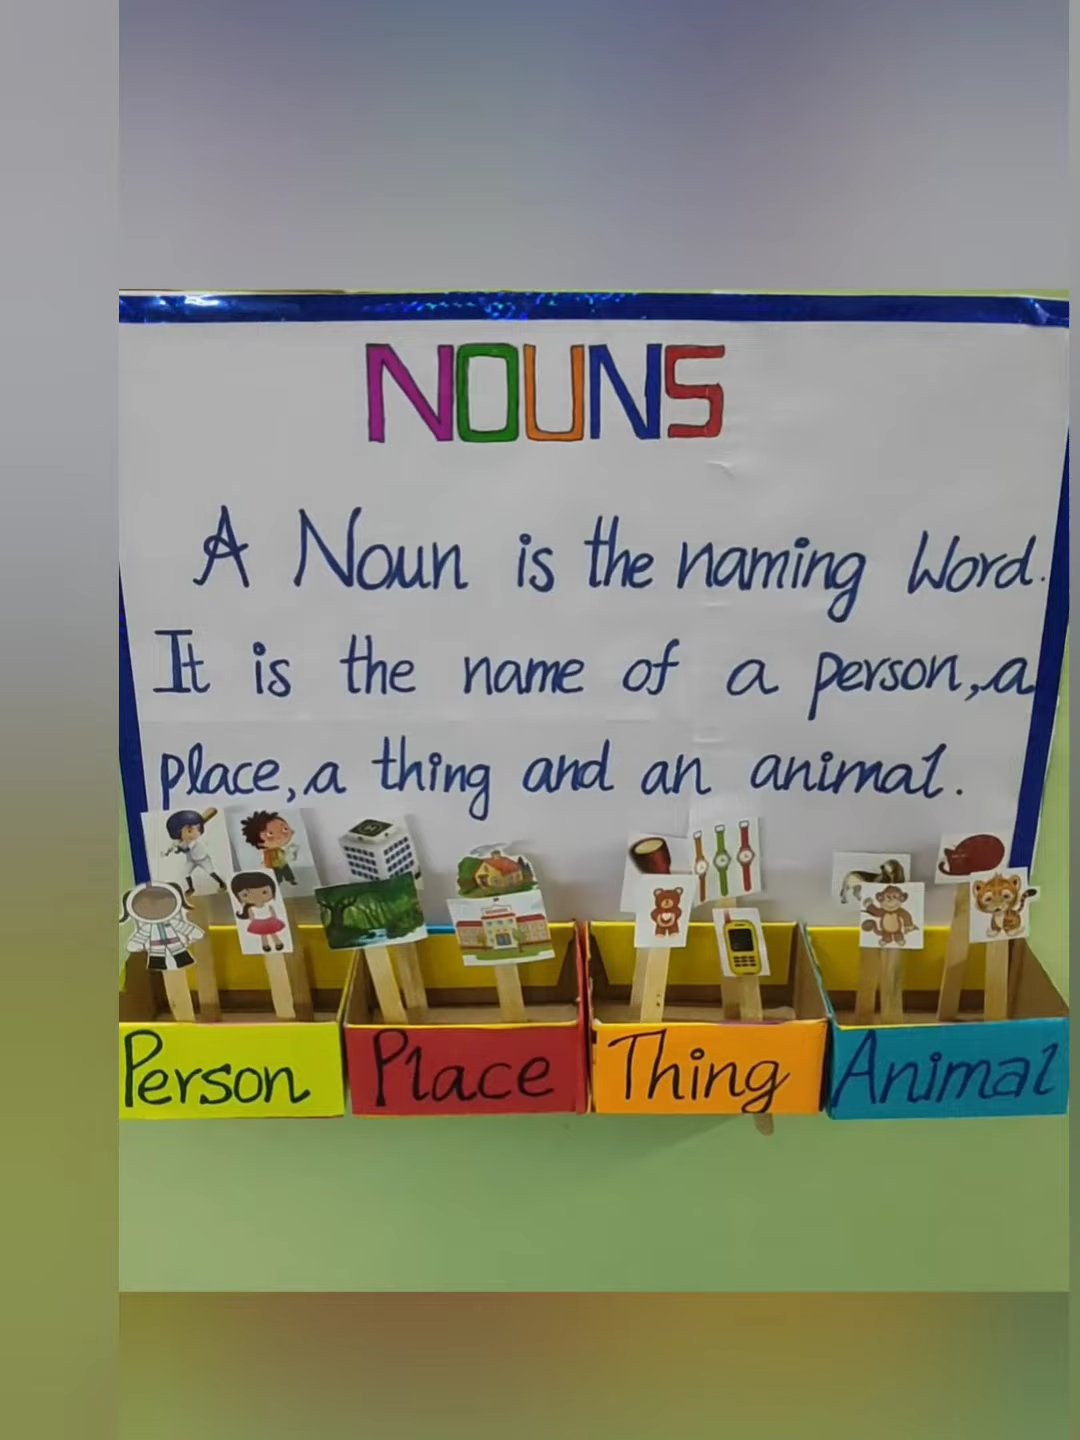 NOUNS
A Noun is the naming Word.
It is the name of a person, a
place, a thing and an animal.
Person Place Thing Animal